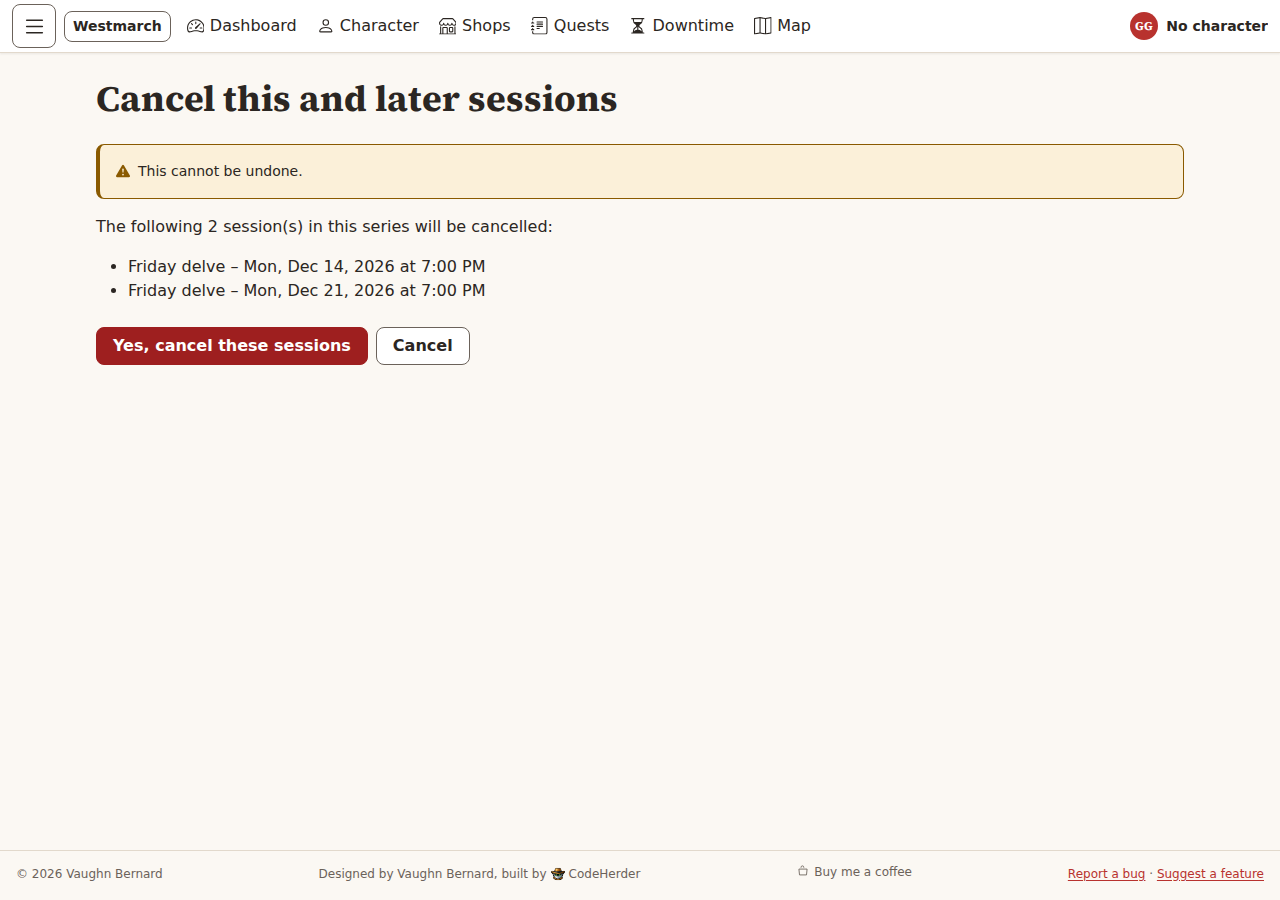 Westmarch Dashboard Character Shops Quests Downtime Map GG No character
Cancel this and later sessions
This cannot be undone.
The following 2 session(s) in this series will be cancelled:
• Friday delve – Mon, Dec 14, 2026 at 7:00 PM
• Friday delve – Mon, Dec 21, 2026 at 7:00 PM
Yes, cancel these sessions Cancel
© 2026 Vaughn Bernard Designed by Vaughn Bernard, built by CodeHerder Buy me a coffee Report a bug · Suggest a feature